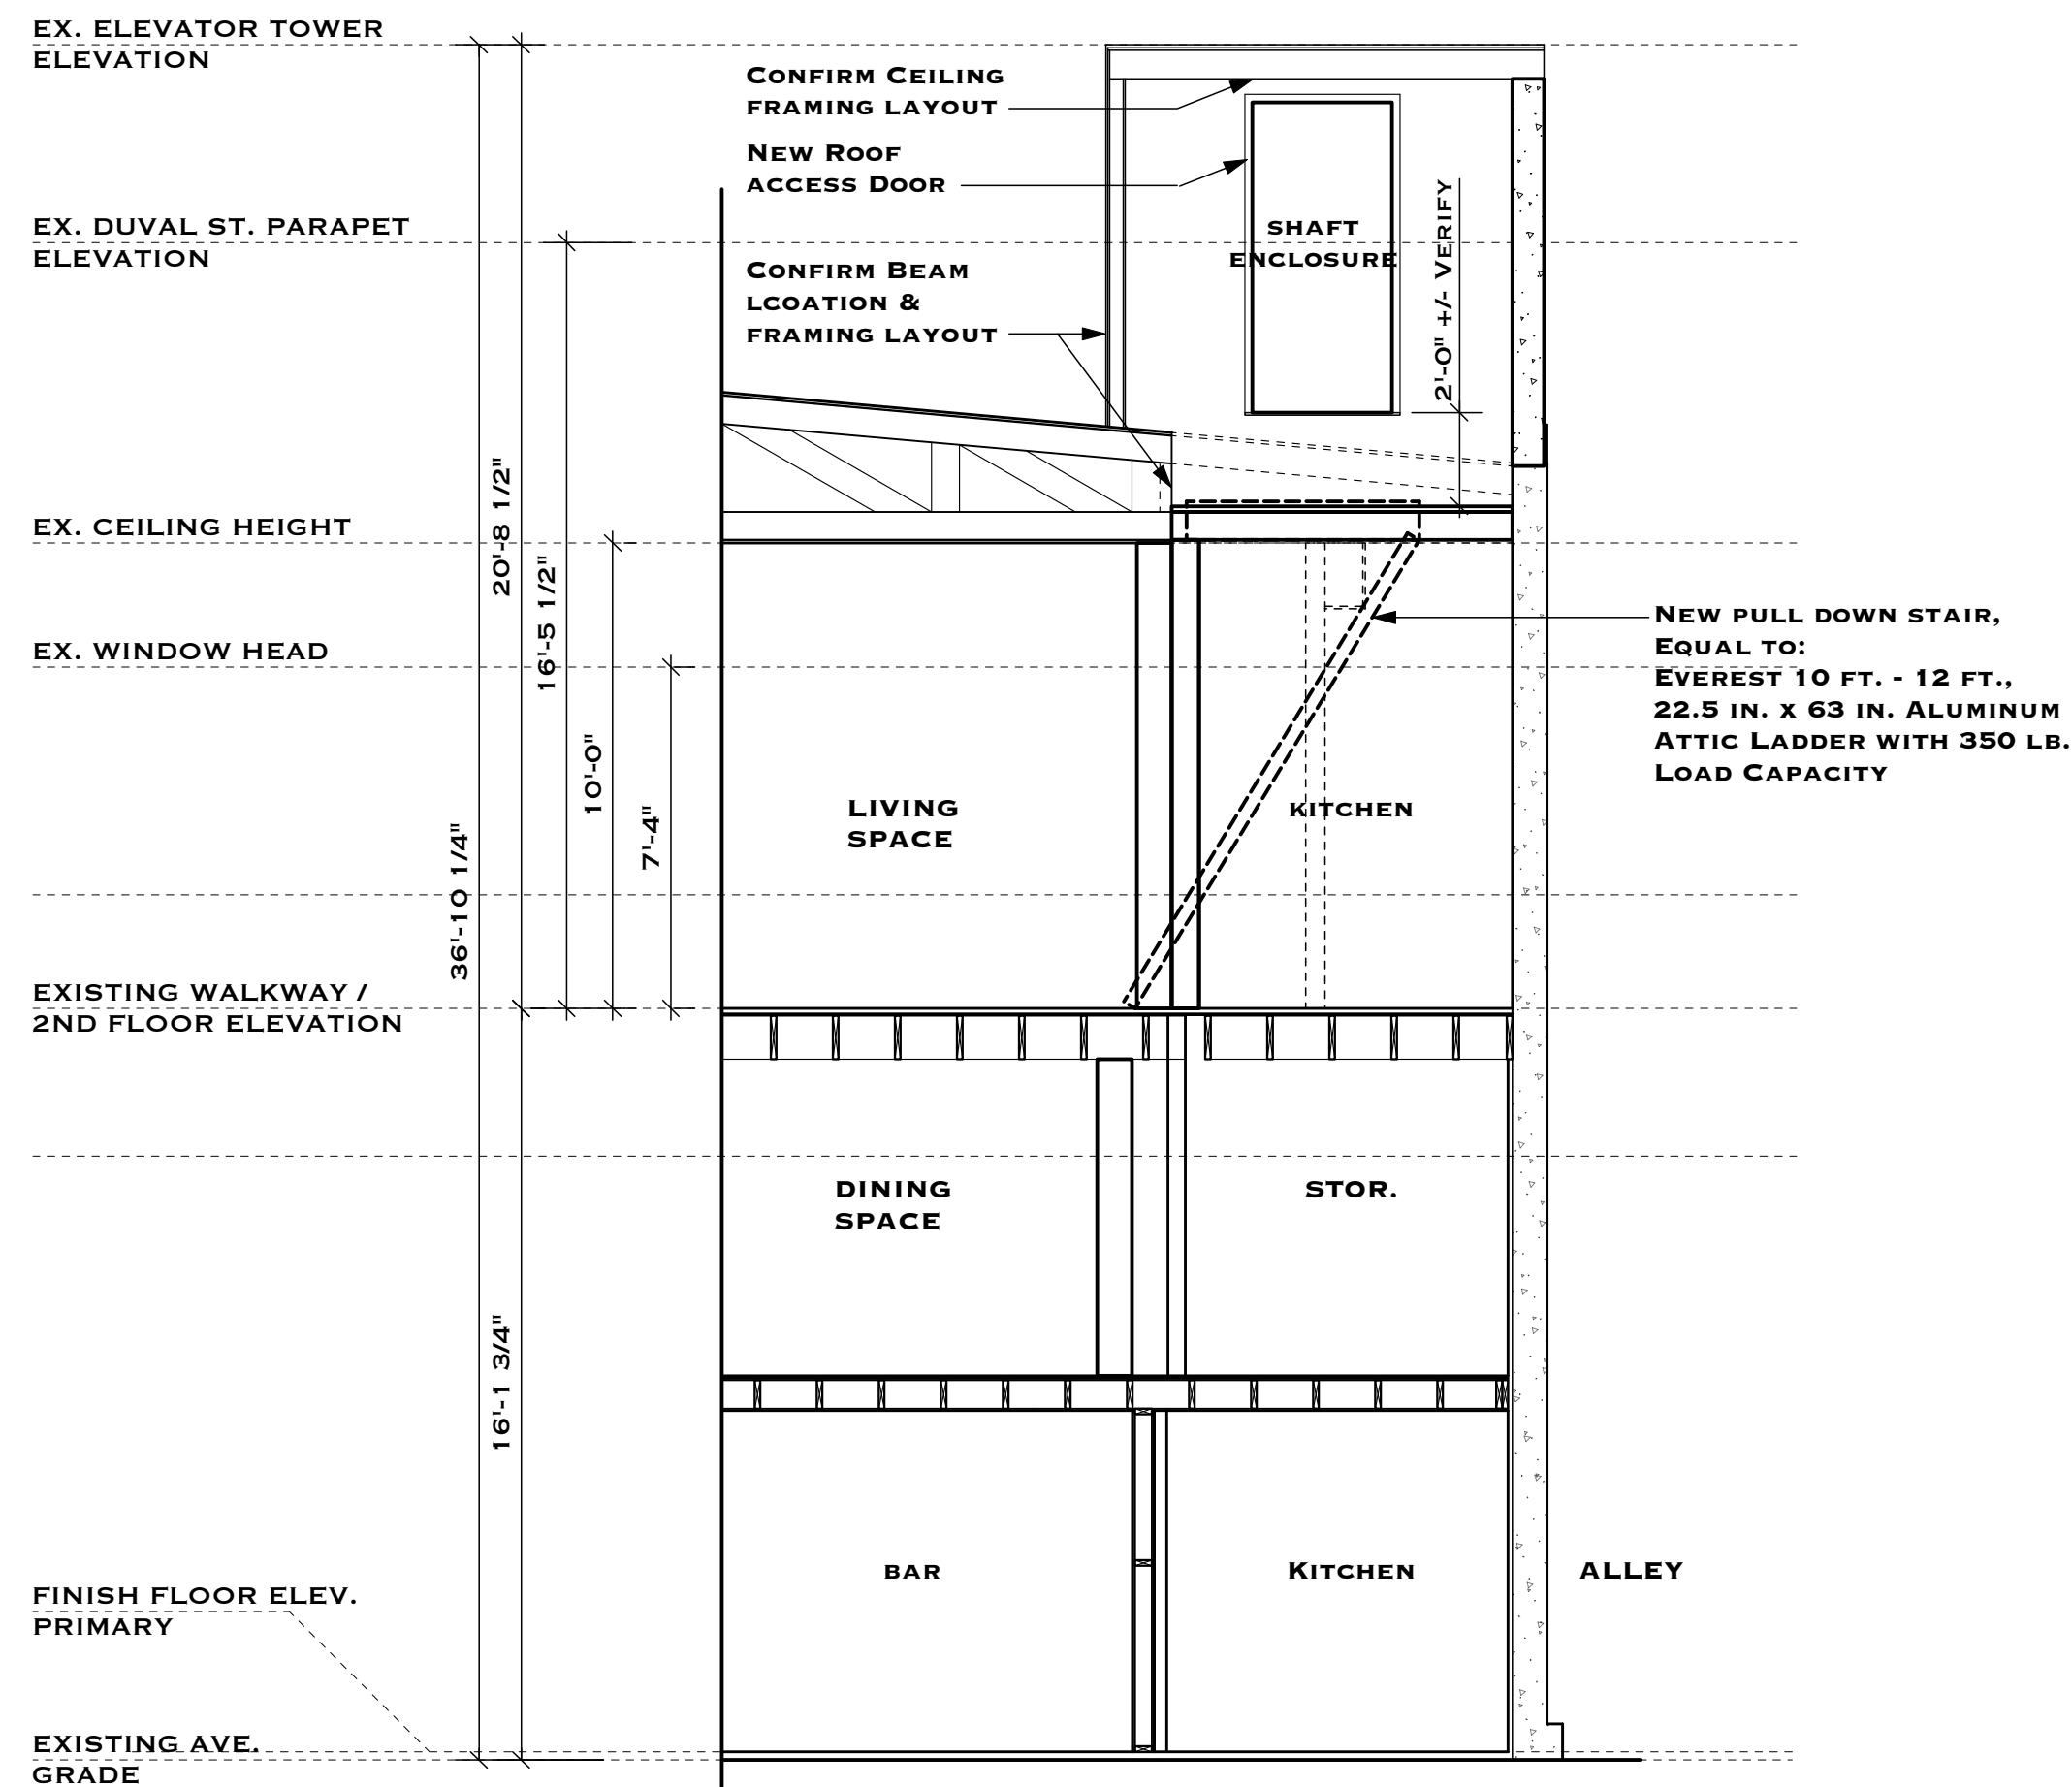 EX. ELEVATOR TOWER
ELEVATION
CONFIRM CEILING
FRAMING LAYOUT
NEW ROOF
ACCESS DOOR
EX. DUVAL ST. PARAPET
ELEVATION
SHAFT
ENCLOSURE
2'-0" +/- VERIFY
CONFIRM BEAM
LCOATION &
FRAMING LAYOUT
EX. CEILING HEIGHT
20'-8 1/2"
16'-5 1/2"
EX. WINDOW HEAD
NEW PULL DOWN STAIR,
EQUAL TO:
EVEREST 10 FT. - 12 FT.,
22.5 IN. X 63 IN. ALUMINUM
ATTIC LADDER WITH 350 LB.
LOAD CAPACITY
10'-0"
7'-4"
36'-10 1/4"
LIVING
SPACE
KITCHEN
EXISTING WALKWAY /
2ND FLOOR ELEVATION
DINING
SPACE
STOR.
16'-1 3/4"
BAR
KITCHEN
ALLEY
FINISH FLOOR ELEV.
PRIMARY
EXISTING AVE.
GRADE